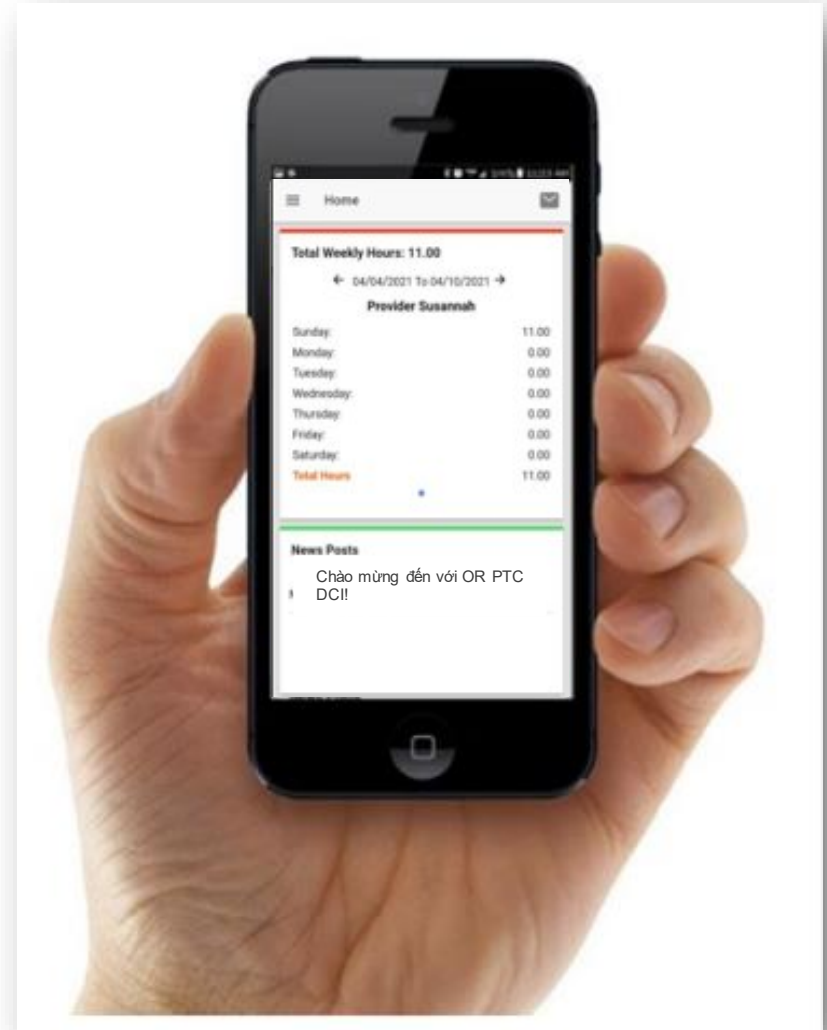 Home
Total Weekly Hours: 11.00
← 04/04/2021 To 04/10/2021 →
Provider Susannah
Sunday: 11.00
Monday: 0.00
Tuesday: 0.00
Wednesday: 0.00
Thursday: 0.00
Friday: 0.00
Saturday: 0.00
Total Hours 11.00
News Posts
Chào mừng đến với OR PTC
DCI!